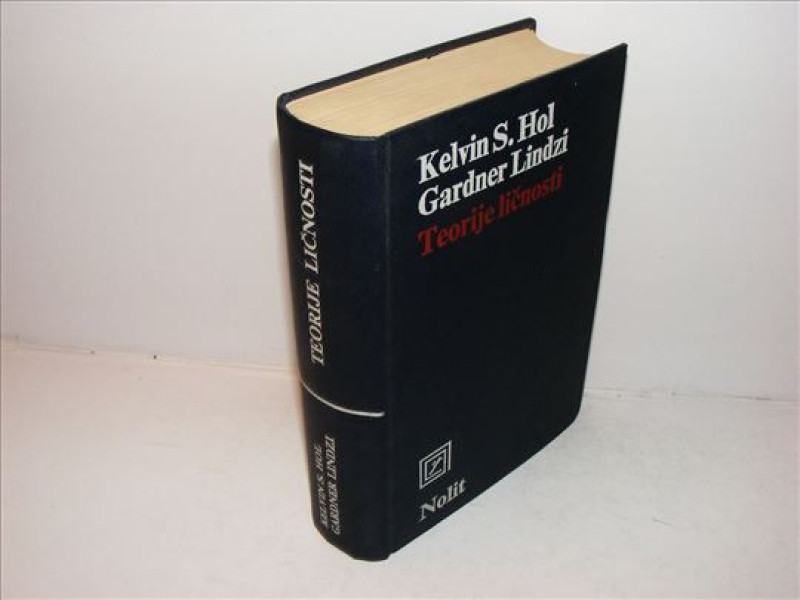 TEORIJE LIČNOSTI
KELVIN S. HOL
GARDNER LINDZI
Kelvin S. Hol
Gardner Lindzi
Teorije ličnosti
Nolit